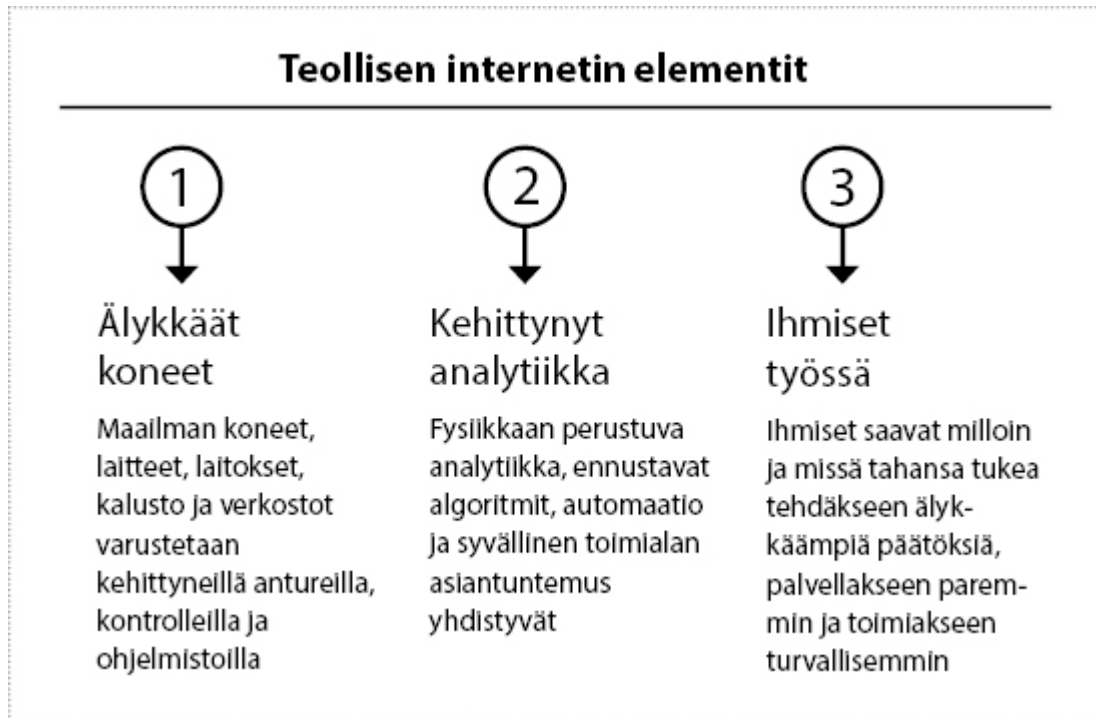 Teollisen internetin elementit
1
Älykkäät
koneet
Maailman koneet,
laitteet, laitokset,
kalusto ja verkostot
varustetaan
kehittyneillä antureilla,
kontrolleilla ja
ohjelmistoilla
2
Kehittynyt
analytiikka
Fysiikkaan perustuva
analytiikka, ennustavat
algoritmit, automaatio
ja syvällinen toimialan
asiantuntemus
yhdistyvät
3
Ihmiset
työssä
Ihmiset saavat milloin
ja missä tahansa tukea
tehdäkseen älyk-
käämpiä päätöksiä,
palvellakseen parem-
min ja toimiakseen
turvallisemmin